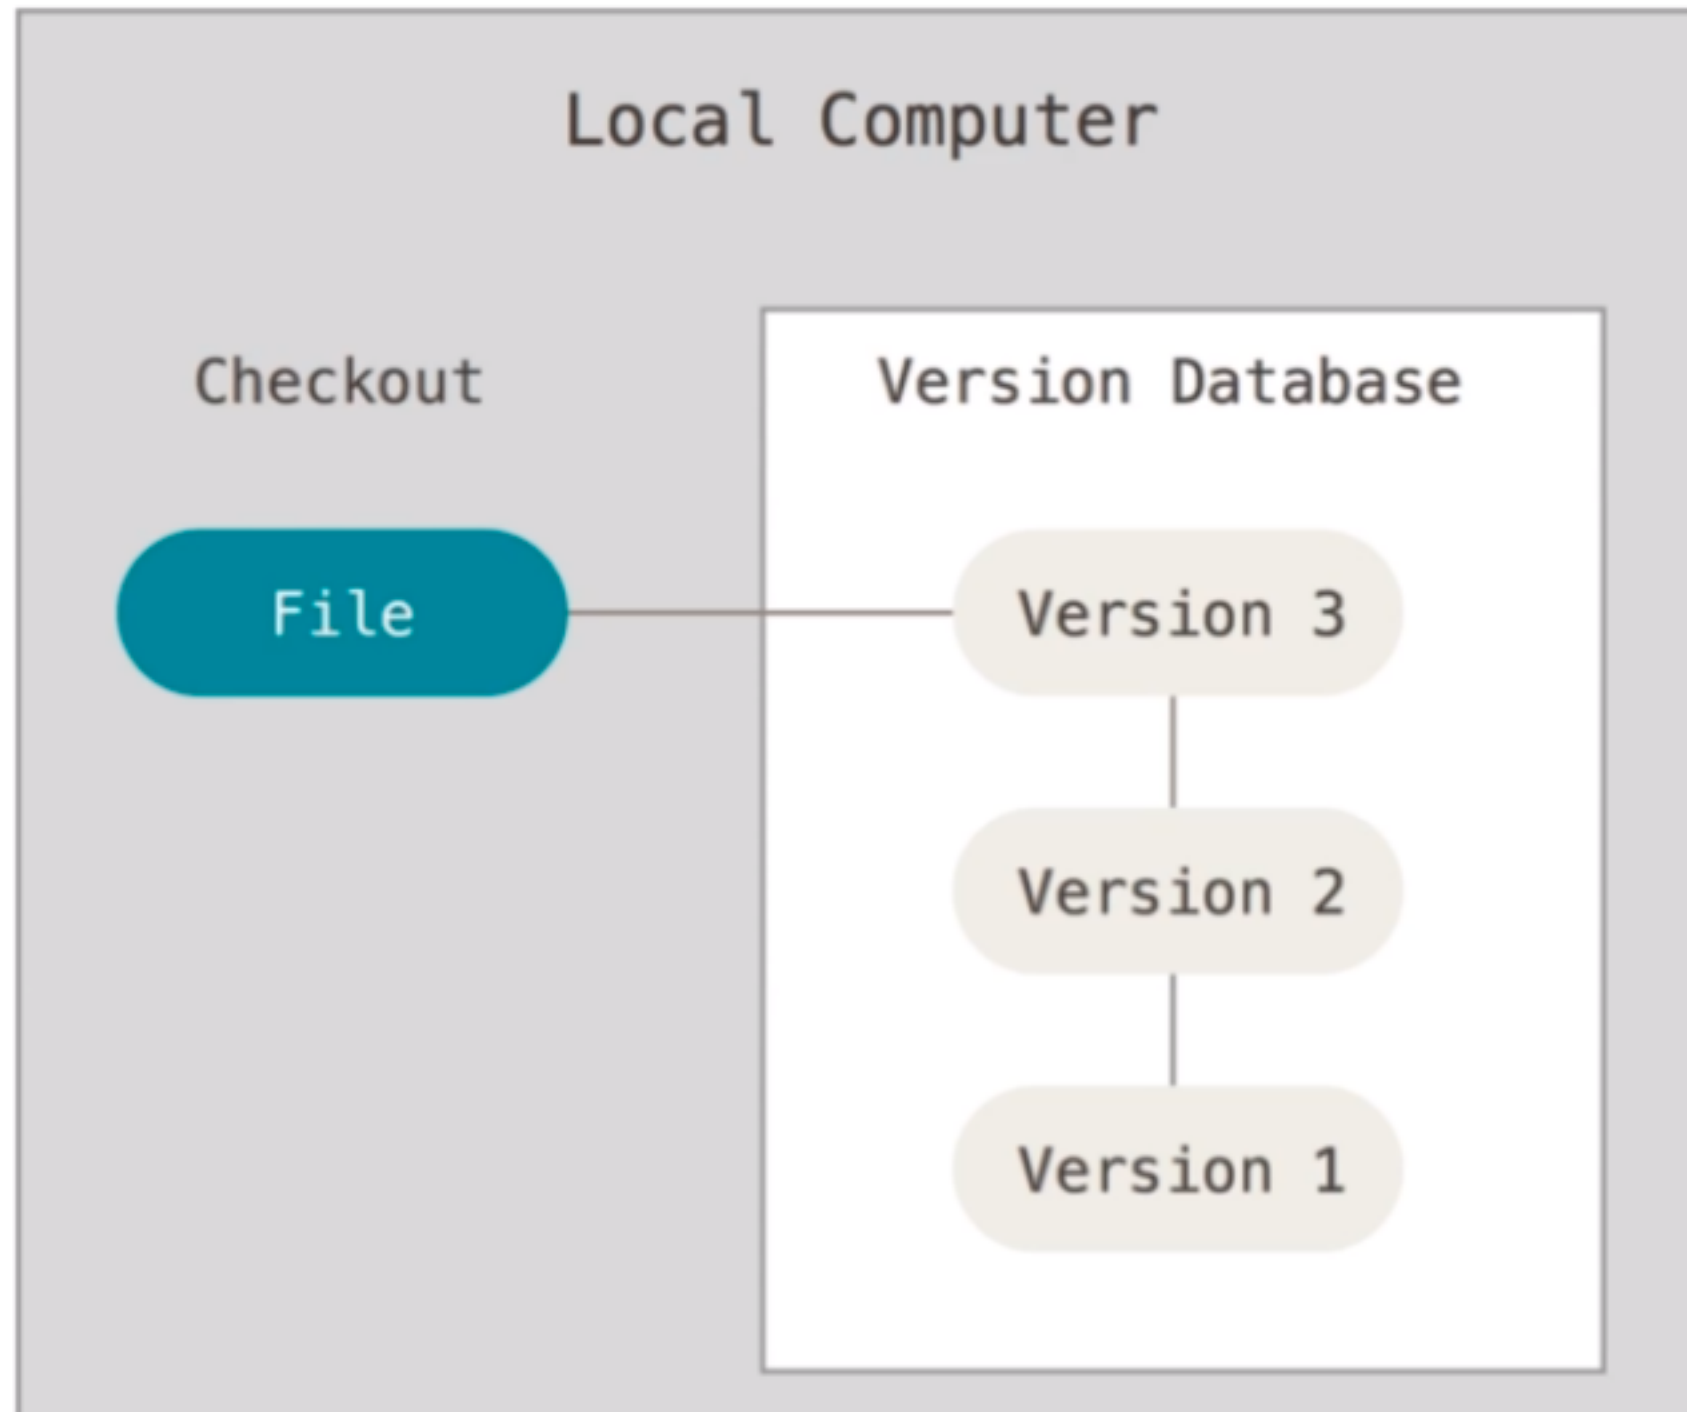 Local Computer
Checkout
Version Database
File
Version 3
Version 2
Version 1